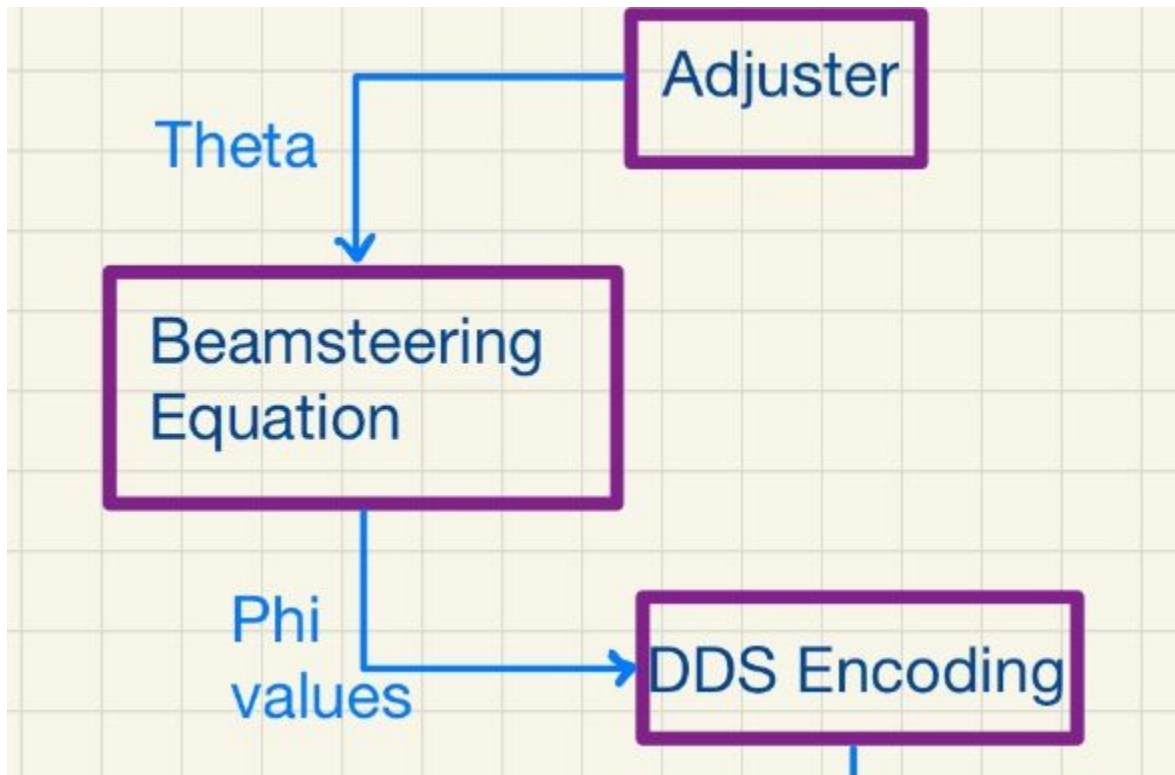 Adjuster
Theta
Beamsteering
Equation
Phi
values
DDS Encoding